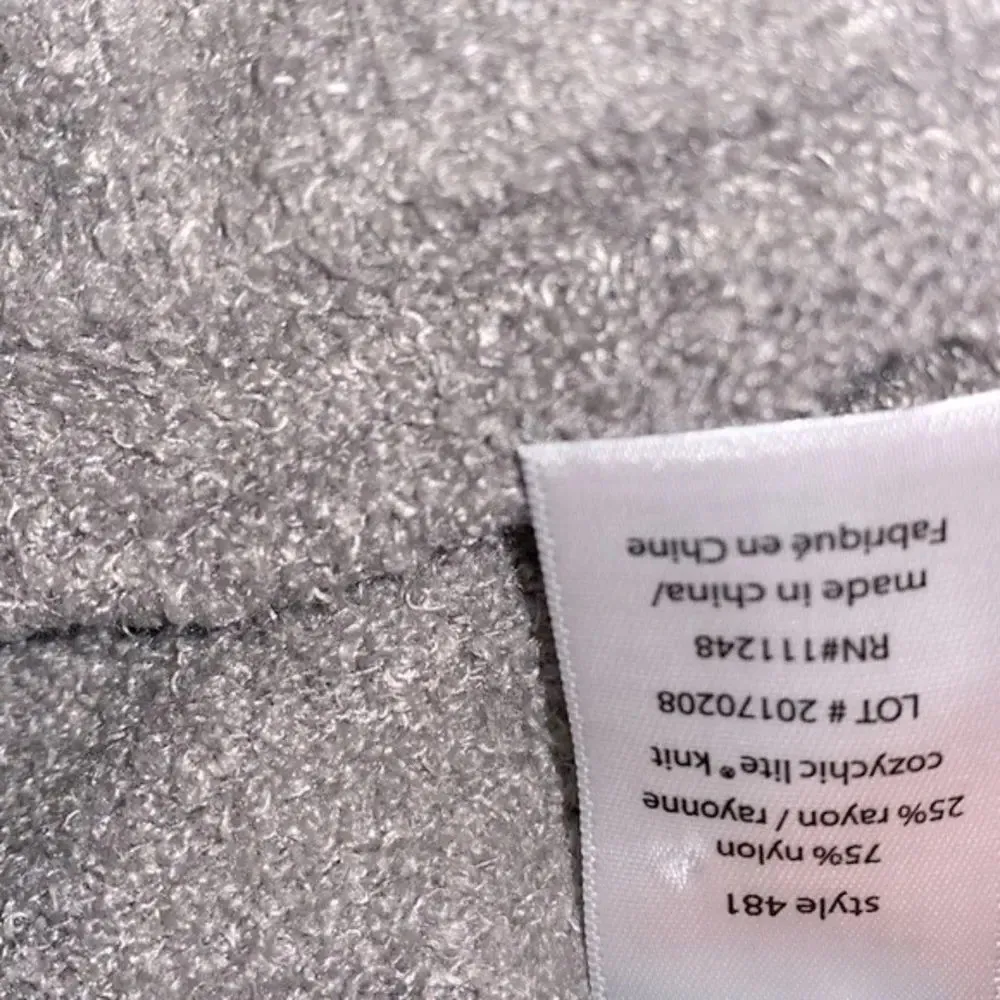 style 481
75% nylon
25% rayon / rayonne
cozychic lite® knit
LOT # 20170208
RN#111248
made in china/
Fabriqué en Chine